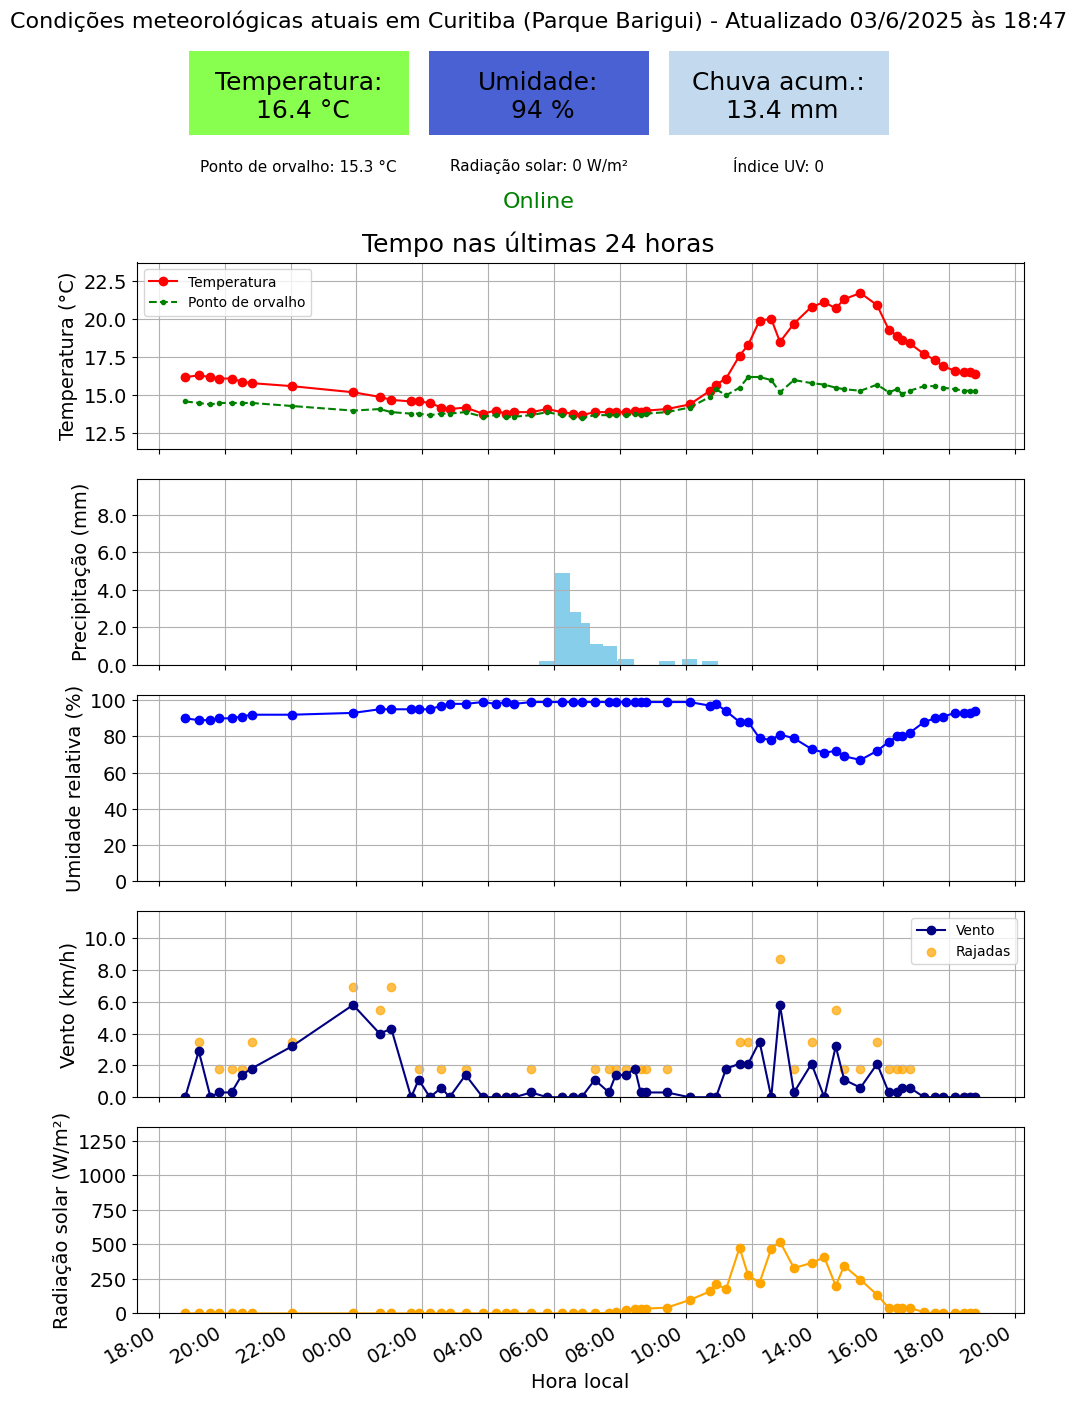 Condições meteorológicas atuais em Curitiba (Parque Barigui) - Atualizado 03/6/2025 às 18:47
Temperatura:
16.4 °C
Umidade:
94 %
Chuva acum.:
13.4 mm
Ponto de orvalho: 15.3 °C
Radiação solar: 0 W/m²
Índice UV: 0
Online
Tempo nas últimas 24 horas
Temperatura (°C)
22.5
20.0
17.5
15.0
12.5
Temperatura
Ponto de orvalho
Precipitação (mm)
8.0
6.0
4.0
2.0
0.0
Umidade relativa (%)
100
80
60
40
20
0
Vento (km/h)
10.0
8.0
6.0
4.0
2.0
0.0
Vento
Rajadas
Radiação solar (W/m²)
1250
1000
750
500
250
0
18:00 20:00 22:00 00:00 02:00 04:00 06:00 08:00 10:00 12:00 14:00 16:00 18:00 20:00
Hora local